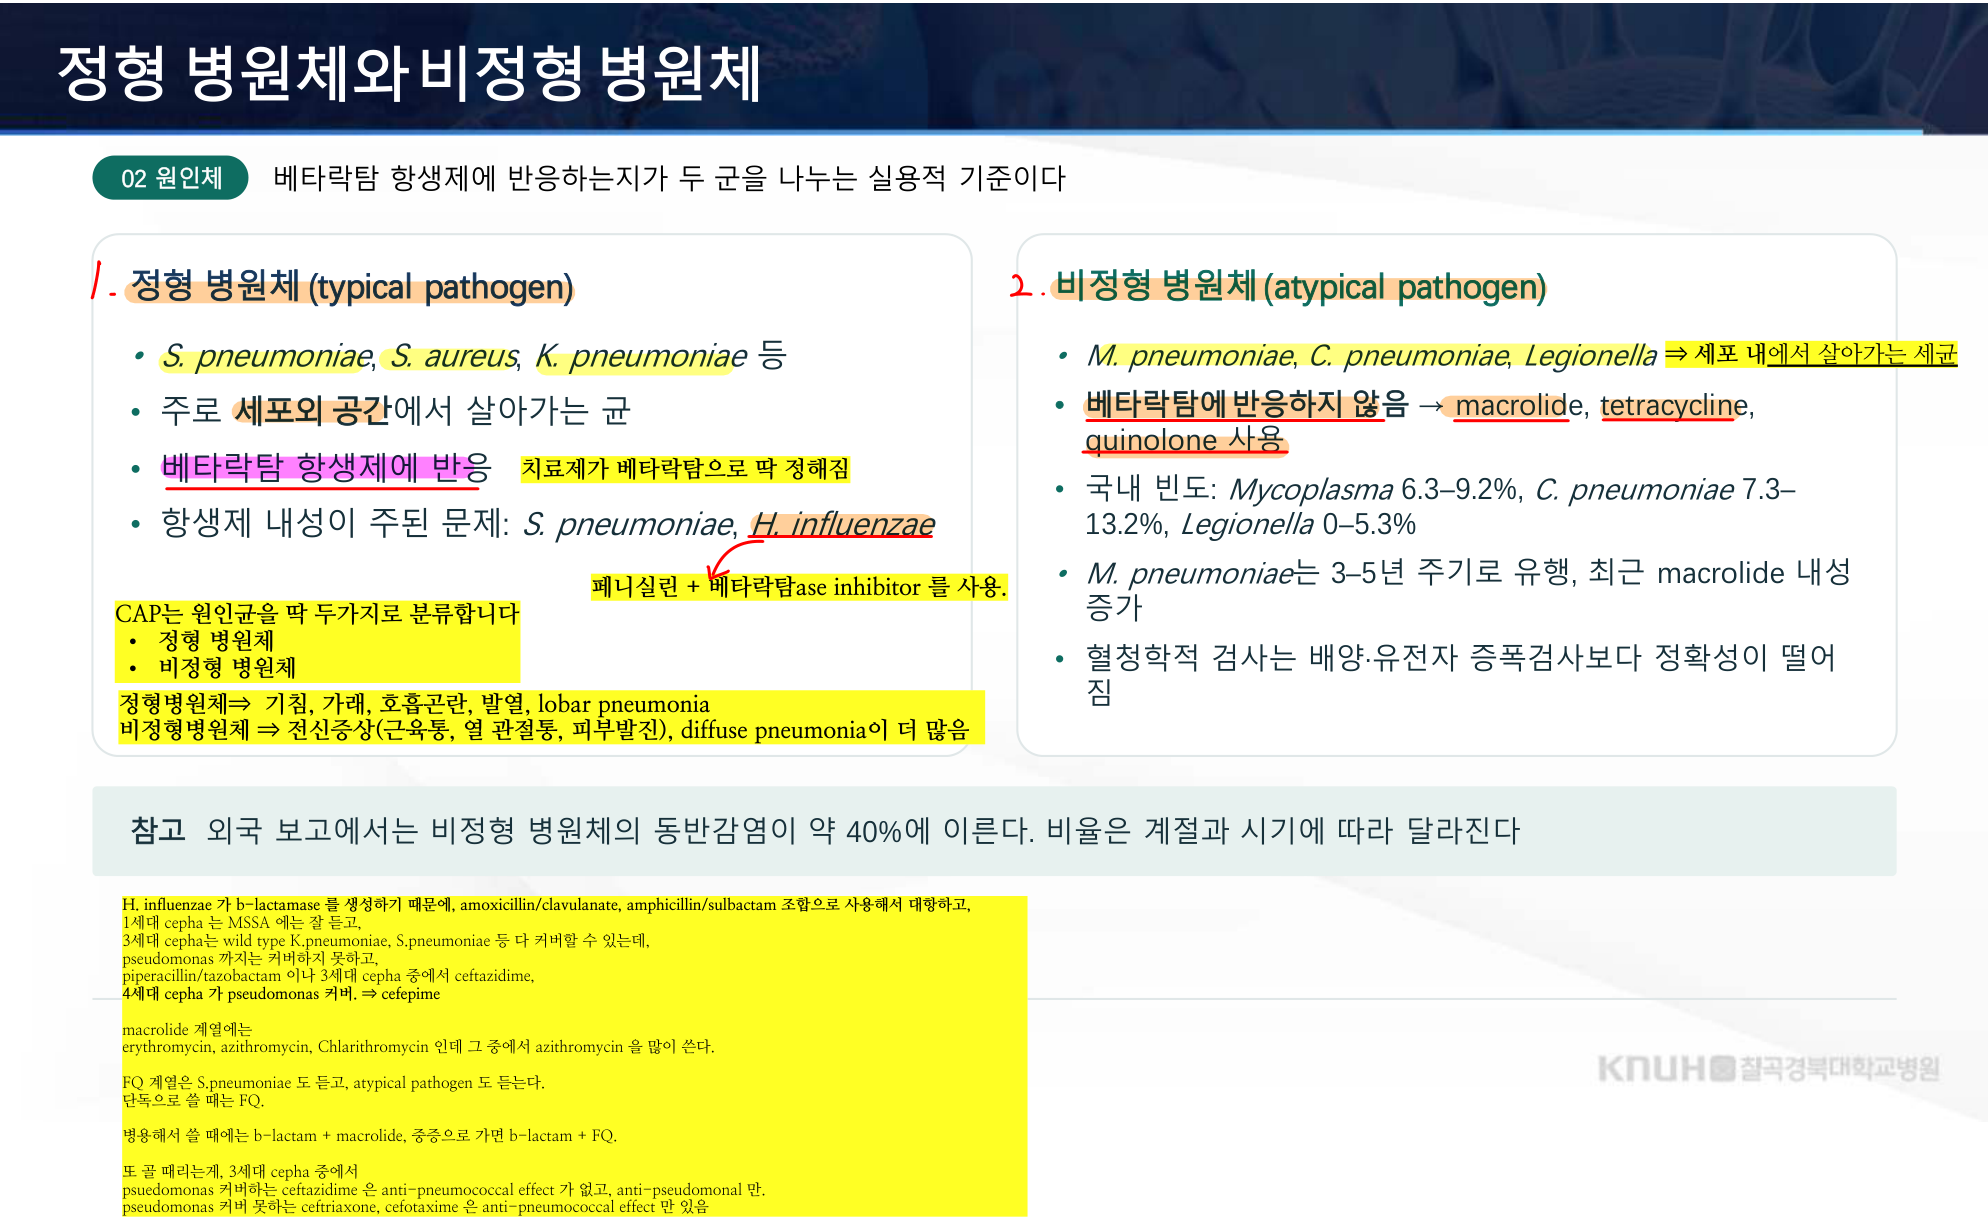 정형 병원체와 비정형 병원체
02 원인체
베타락탐 항생제에 반응하는지가 두 군을 나누는 실용적 기준이다
1.
정형 병원체 (typical pathogen)
• S. pneumoniae, S. aureus, K. pneumoniae 등
• 주로 세포외 공간에서 살아가는 균
• 베타락탐 항생제에 반응
치료제가 베타락탐으로 딱 정해짐
• 항생제 내성이 주된 문제: S. pneumoniae, H. influenzae
페니실린 + 베타락탐ase inhibitor 를 사용.
CAP는 원인균을 딱 두가지로 분류합니다
• 정형 병원체
• 비정형 병원체
정형병원체⇒ 기침, 가래, 호흡곤란, 발열, lobar pneumonia
비정형병원체 ⇒ 전신증상(근육통, 열 관절통, 피부발진), diffuse pneumonia이 더 많음
2.
비정형 병원체 (atypical pathogen)
• M. pneumoniae, C. pneumoniae, Legionella
⇒ 세포 내에서 살아가는 세균
• 베타락탐에 반응하지 않음 → macrolide, tetracycline,
quinolone 사용
• 국내 빈도: Mycoplasma 6.3–9.2%, C. pneumoniae 7.3–
13.2%, Legionella 0–5.3%
• M. pneumoniae는 3–5년 주기로 유행, 최근 macrolide 내성
증가
• 혈청학적 검사는 배양·유전자 증폭검사보다 정확성이 떨어
짐
참고 외국 보고에서는 비정형 병원체의 동반감염이 약 40%에 이른다. 비율은 계절과 시기에 따라 달라진다
H. influenzae 가 b-lactamase 를 생성하기 때문에, amoxicillin/clavulanate, amphicillin/sulbactam 조합으로 사용해서 대항하고,
1세대 cepha 는 MSSA 에는 잘 듣고,
3세대 cepha는 wild type K.pneumoniae, S.pneumoniae 등 다 커버할 수 있는데,
pseudomonas 까지는 커버하지 못하고,
piperacillin/tazobactam 이나 3세대 cepha 중에서 ceftazidime,
4세대 cepha 가 pseudomonas 커버. ⇒ cefepime
macrolide 계열에는
erythromycin, azithromycin, Chlarithromycin 인데 그 중에서 azithromycin 을 많이 쓴다.
FQ 계열은 S.pneumoniae 도 듣고, atypical pathogen 도 듣는다.
단독으로 쓸 때는 FQ.
병용해서 쓸 때에는 b-lactam + macrolide, 중증으로 가면 b-lactam + FQ.
또 골 때리는게, 3세대 cepha 중에서
psuedomonas 커버하는 ceftazidime 은 anti-pneumococcal effect 가 없고, anti-pseudomonal 만.
pseudomonas 커버 못하는 ceftriaxone, cefotaxime 은 anti-pneumococcal effect 만 있음
KNUH 칠곡경북대학교병원